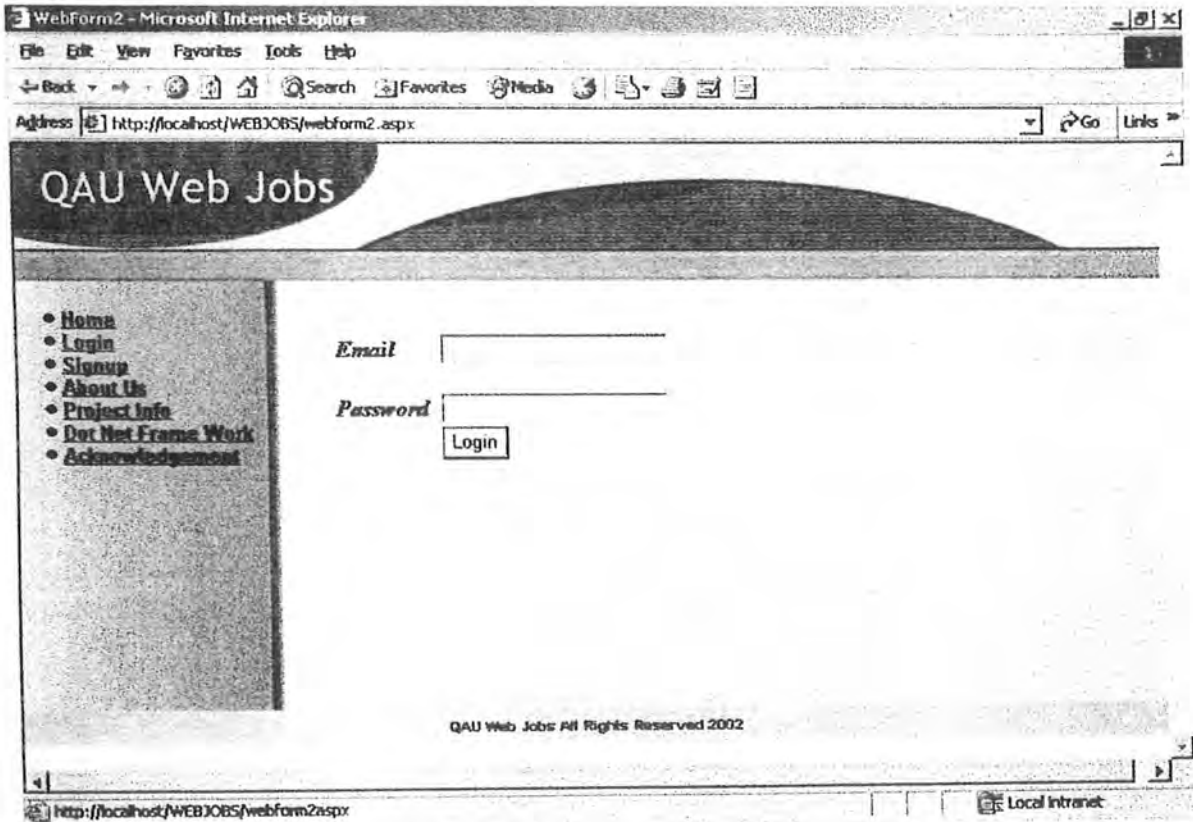 WebForm2 - Microsoft Internet Explorer
File Edit View Favorites Tools Help
Back Search Favorites Media
Address http://localhost/WEBJOBS/webform2.aspx Go Links »
QAU Web Jobs
Home
Login
Signup
About Us
Project Info
Dot Net Frame Work
Acknowledgement
Email
Password
Login
QAU Web Jobs All Rights Reserved 2002
http://localhost/WEBJOBS/webform2aspx Local intranet